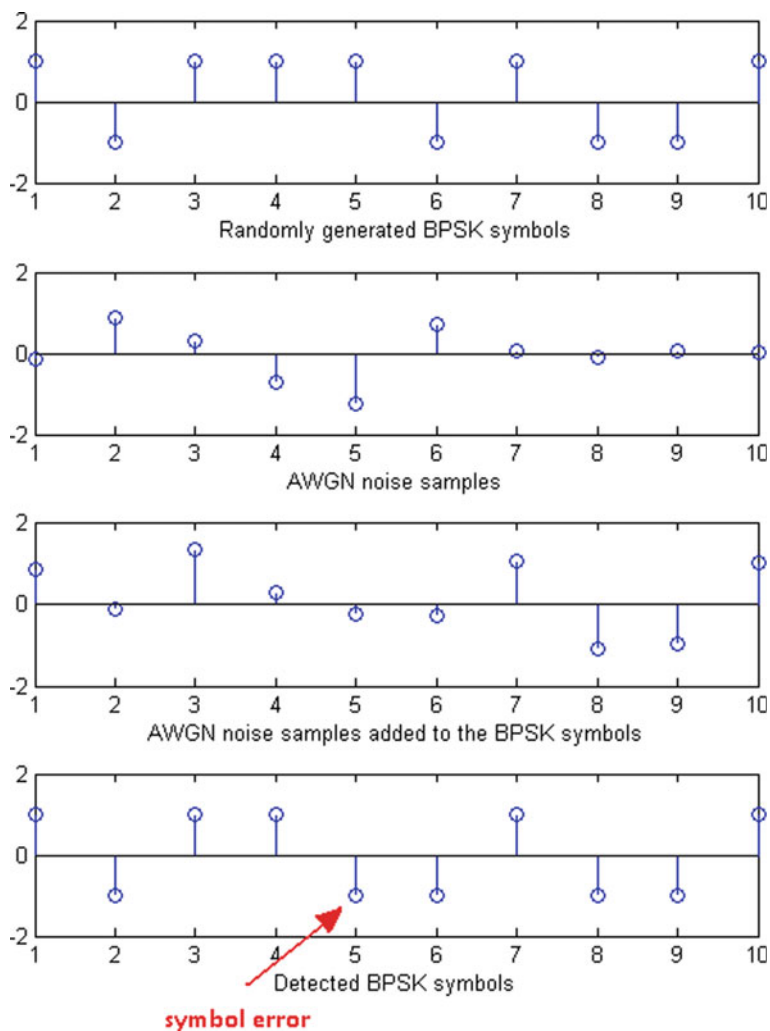 2
0
-2
1 2 3 4 5 6 7 8 9 10
Randomly generated BPSK symbols
2
0
-2
1 2 3 4 5 6 7 8 9 10
AWGN noise samples
2
0
-2
1 2 3 4 5 6 7 8 9 10
AWGN noise samples added to the BPSK symbols
2
0
-2
1 2 3 4 5 6 7 8 9 10
Detected BPSK symbols
symbol error